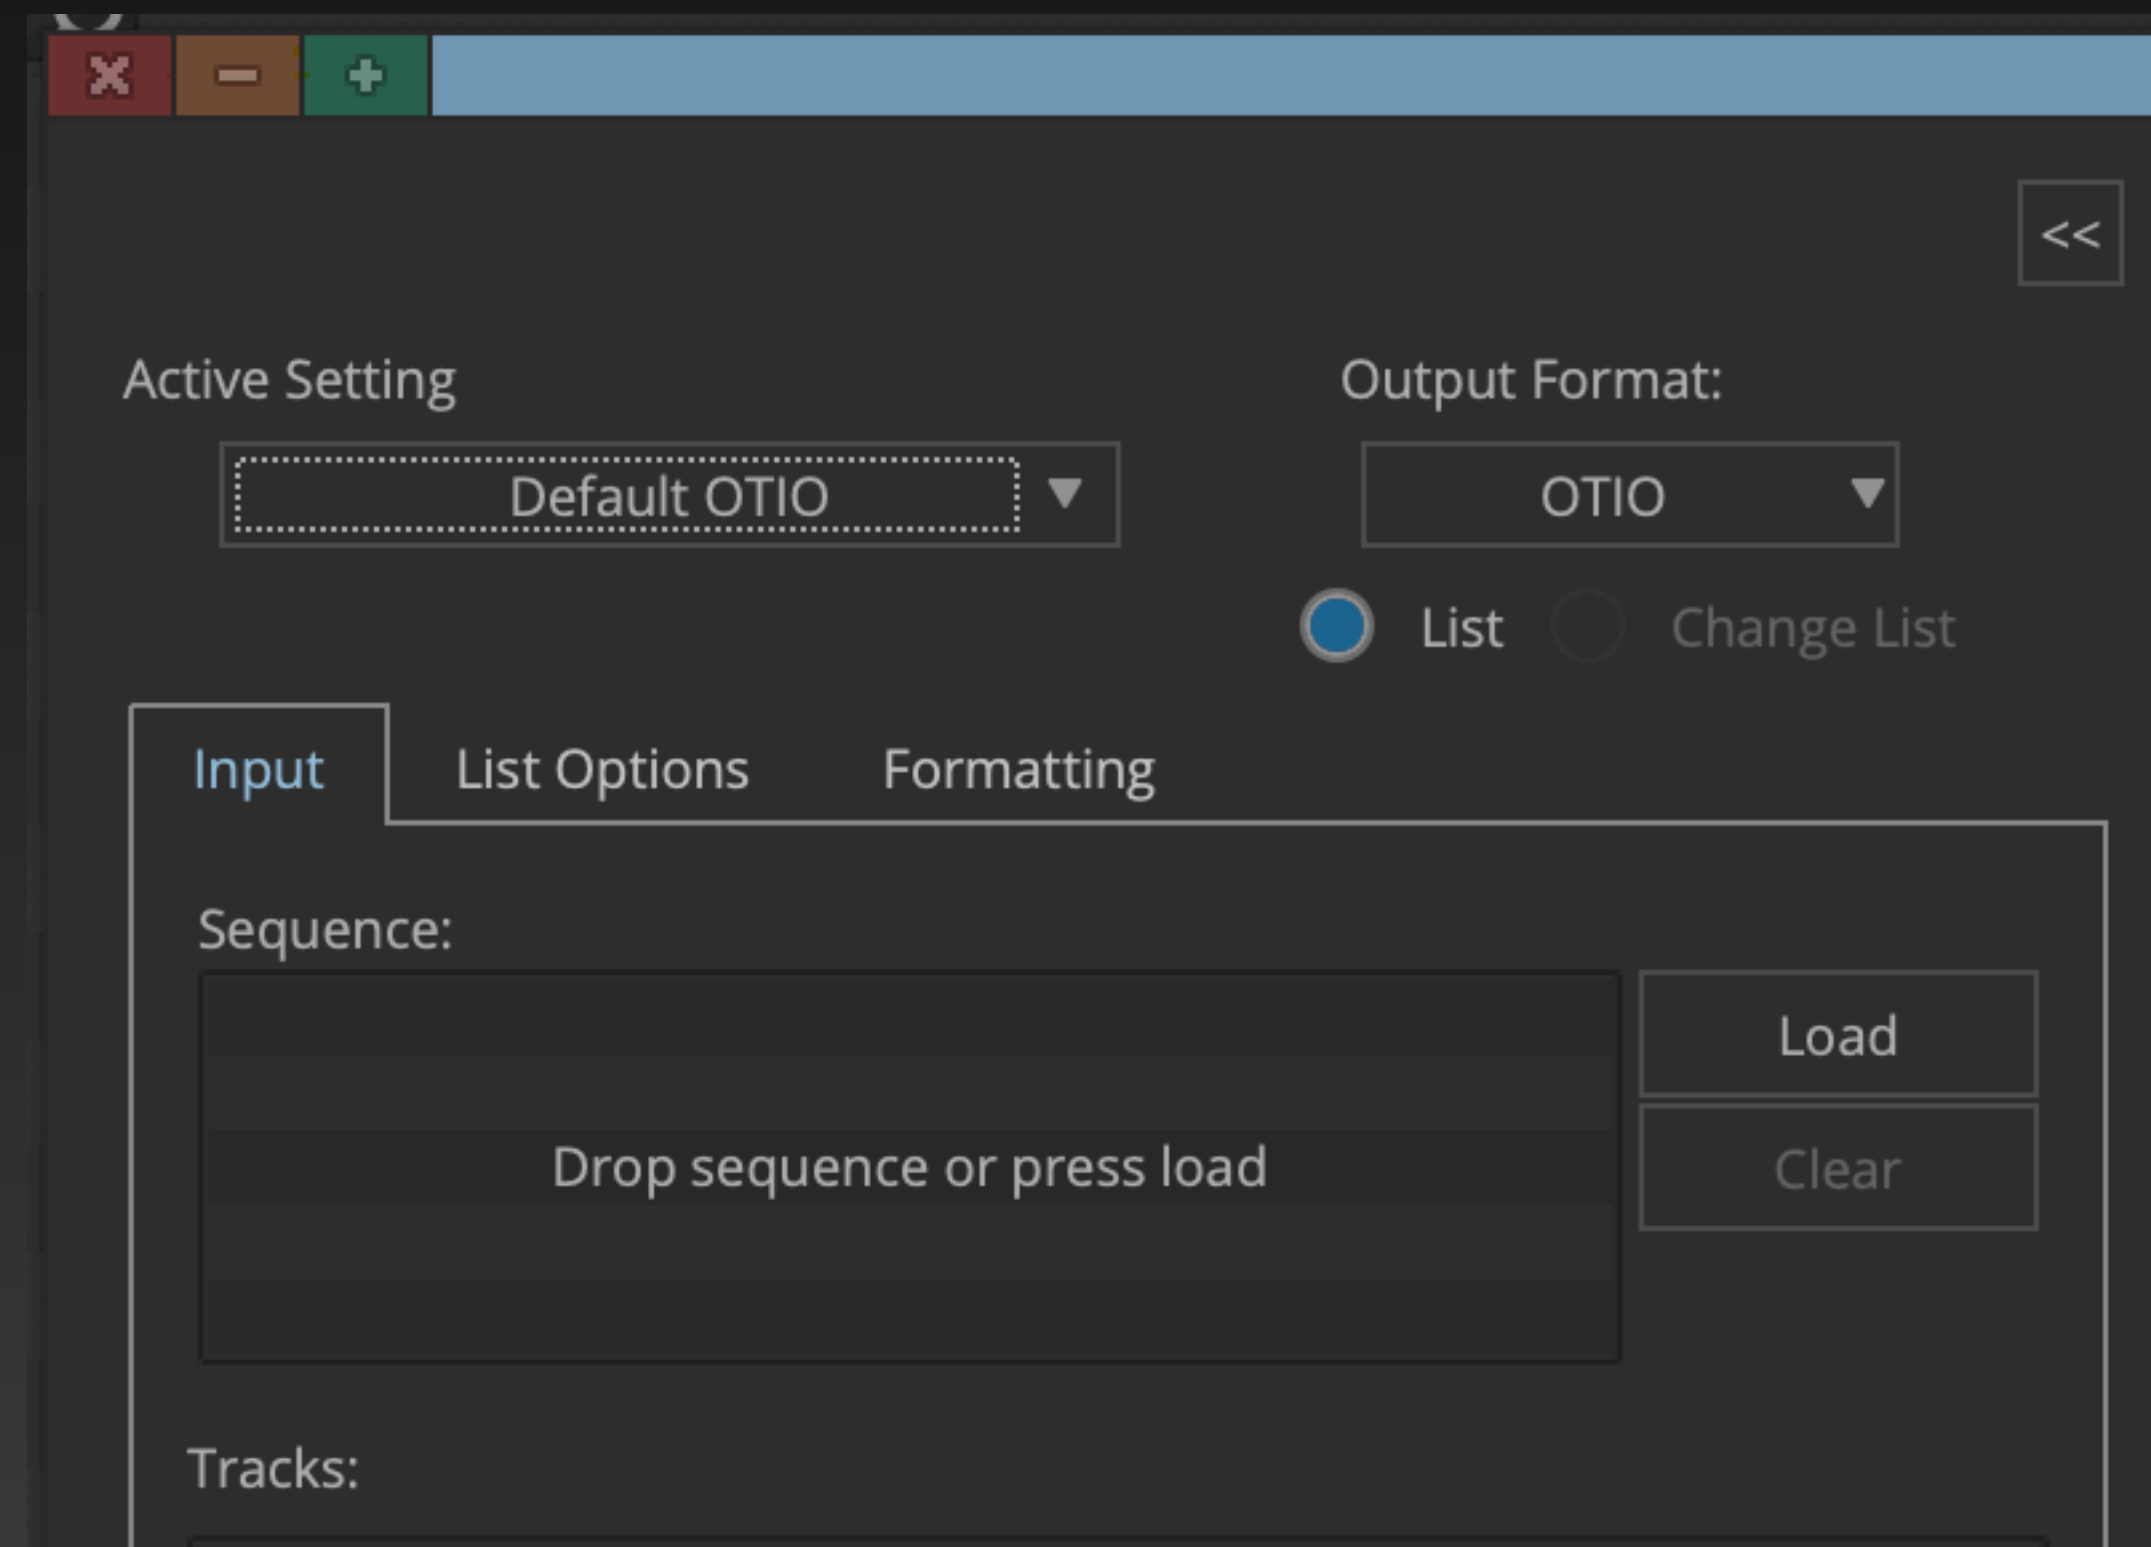 <<
Active Setting
Output Format:
Default OTIO
OTIO
List
Change List
Input
List Options
Formatting
Sequence:
Load
Drop sequence or press load
Clear
Tracks: